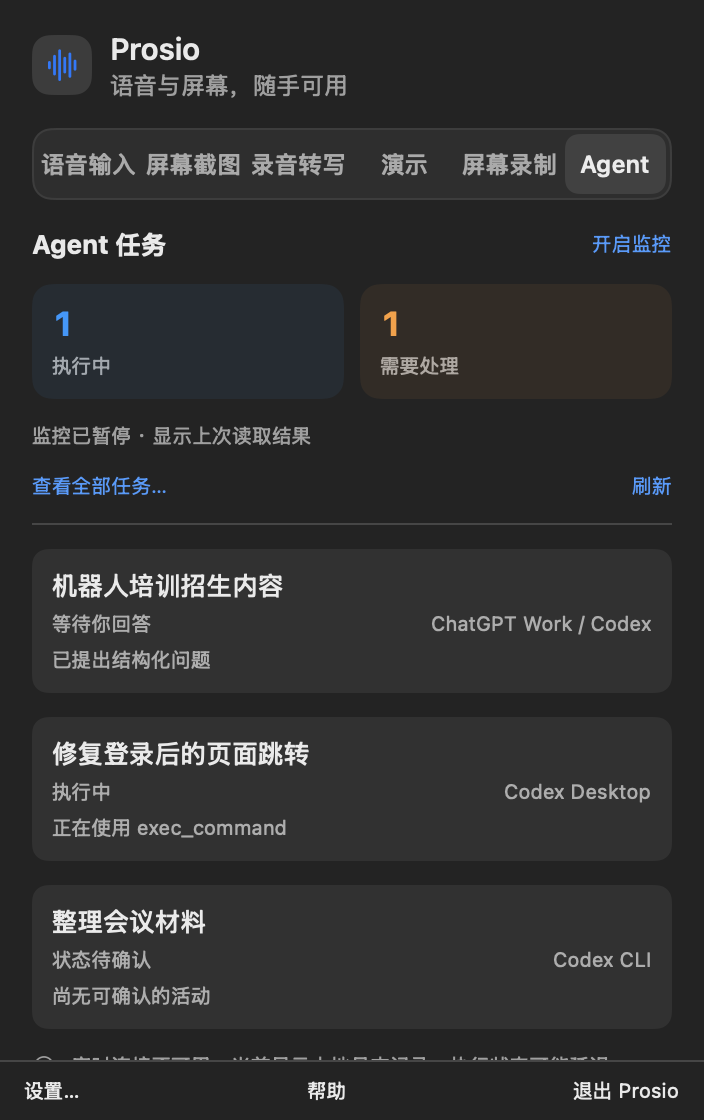 Prosio
语音与屏幕，随手可用
语音输入 屏幕截图 录音转写 演示 屏幕录制 Agent
Agent 任务 开启监控
1 1
执行中 需要处理
监控已暂停 · 显示上次读取结果
查看全部任务... 刷新
机器人培训招生内容
等待你回答 ChatGPT Work / Codex
已提出结构化问题
修复登录后的页面跳转
执行中 Codex Desktop
正在使用 exec_command
整理会议材料
状态待确认 Codex CLI
尚无可确认的活动
设置... 帮助 退出 Prosio